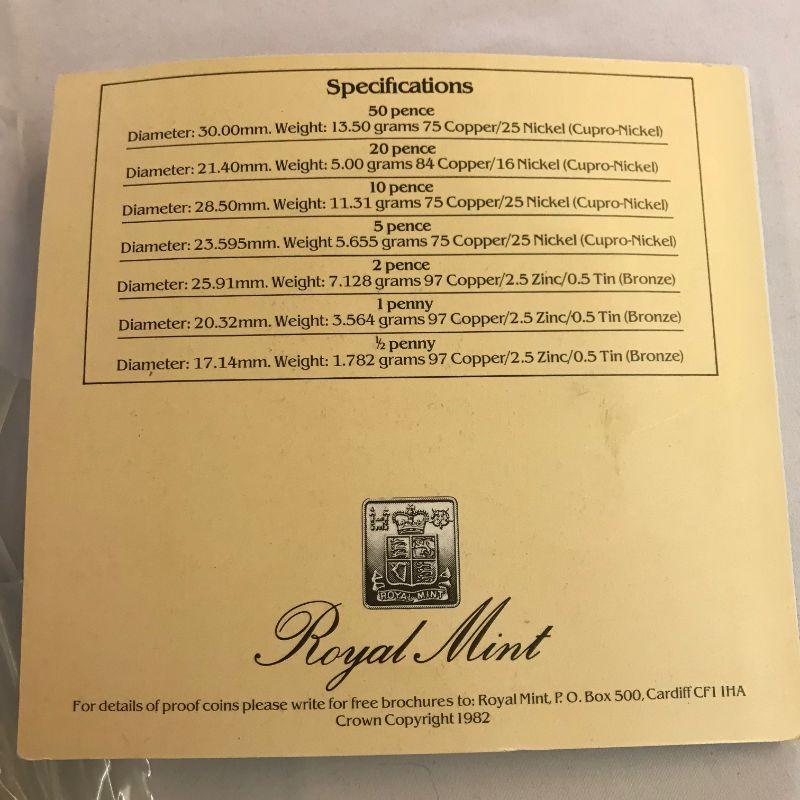 Specifications
50 pence
Diameter: 30.00mm. Weight: 13.50 grams 75 Copper/25 Nickel (Cupro-Nickel)
20 pence
Diameter: 21.40mm. Weight: 5.00 grams 84 Copper/16 Nickel (Cupro-Nickel)
10 pence
Diameter: 28.50mm. Weight: 11.31 grams 75 Copper/25 Nickel (Cupro-Nickel)
5 pence
Diameter: 23.595mm. Weight 5.655 grams 75 Copper/25 Nickel (Cupro-Nickel)
2 pence
Diameter: 25.91mm. Weight: 7.128 grams 97 Copper/2.5 Zinc/0.5 Tin (Bronze)
1 penny
Diameter: 20.32mm. Weight: 3.564 grams 97 Copper/2.5 Zinc/0.5 Tin (Bronze)
½ penny
Diameter: 17.14mm. Weight: 1.782 grams 97 Copper/2.5 Zinc/0.5 Tin (Bronze)
ROYAL MINT
Royal Mint
For details of proof coins please write for free brochures to: Royal Mint, P. O. Box 500, Cardiff CF1 1HA
Crown Copyright 1982